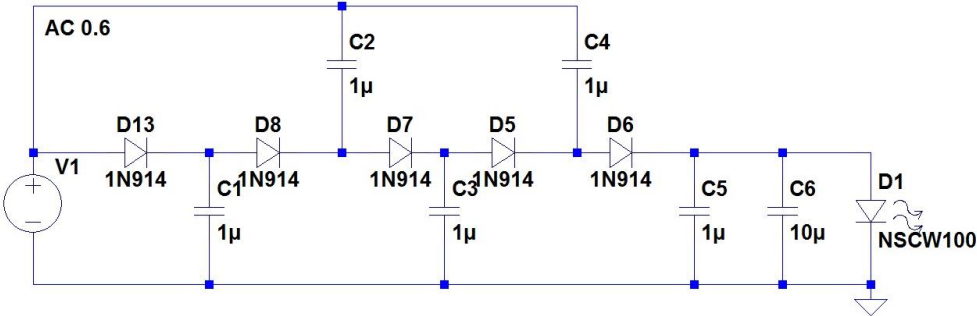 AC 0.6
C2
1µ
C4
1µ
D13
1N914
D8
1N914
D7
1N914
D5
1N914
D6
1N914
V1
C1
1µ
C3
1µ
C5
1µ
C6
10µ
D1
NSCW100